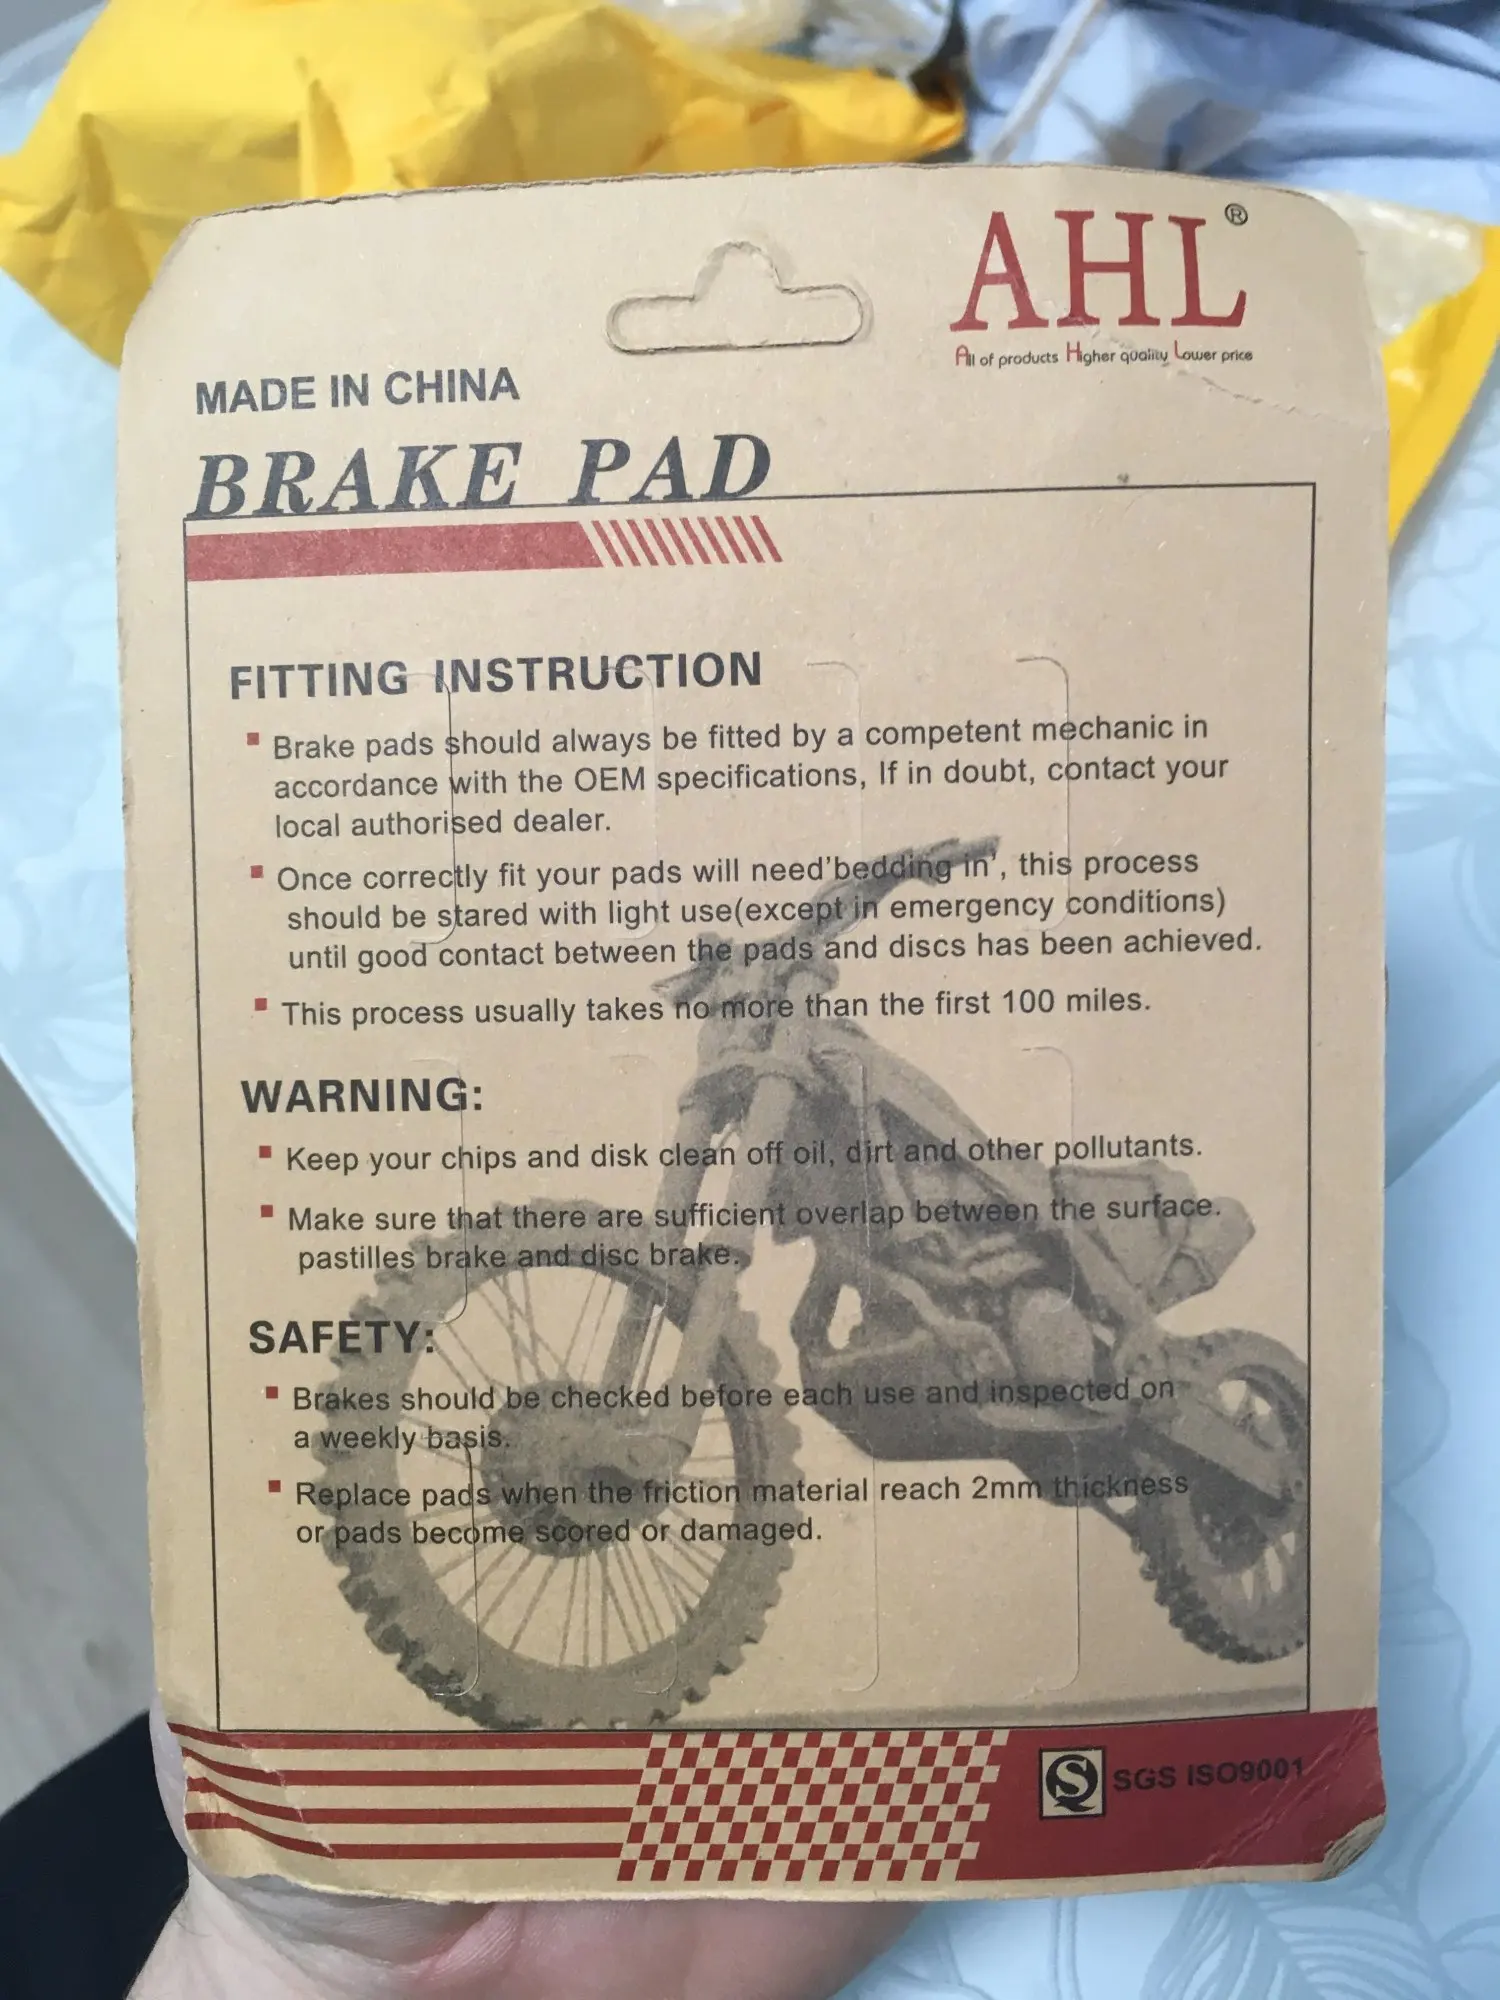 AHL®
All of products Higher quality Lower price
MADE IN CHINA
BRAKE PAD
FITTING INSTRUCTION
Brake pads should always be fitted by a competent mechanic in
accordance with the OEM specifications, If in doubt, contact your
local authorised dealer.
Once correctly fit your pads will need'bedding in', this process
should be stared with light use(except in emergency conditions)
until good contact between the pads and discs has been achieved.
This process usually takes no more than the first 100 miles.
WARNING:
Keep your chips and disk clean off oil, dirt and other pollutants.
Make sure that there are sufficient overlap between the surface.
pastilles brake and disc brake.
SAFETY:
Brakes should be checked before each use and inspected on
a weekly basis.
Replace pads when the friction material reach 2mm thickness
or pads become scored or damaged.
SGS ISO9001